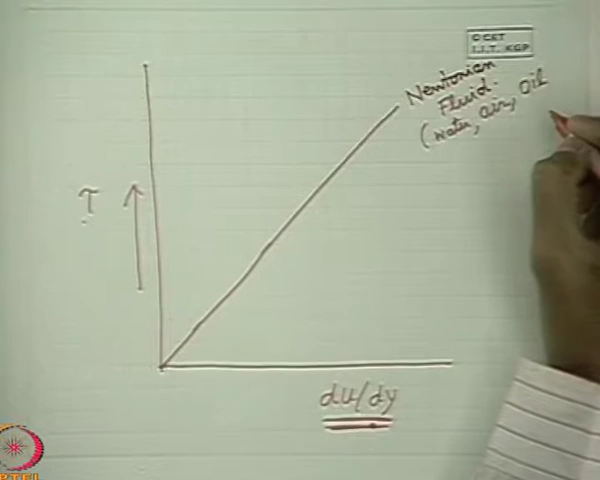 © CET
I.I.T. KGP
Newtonian
Fluid.
(water, air, oil
τ
du/dy